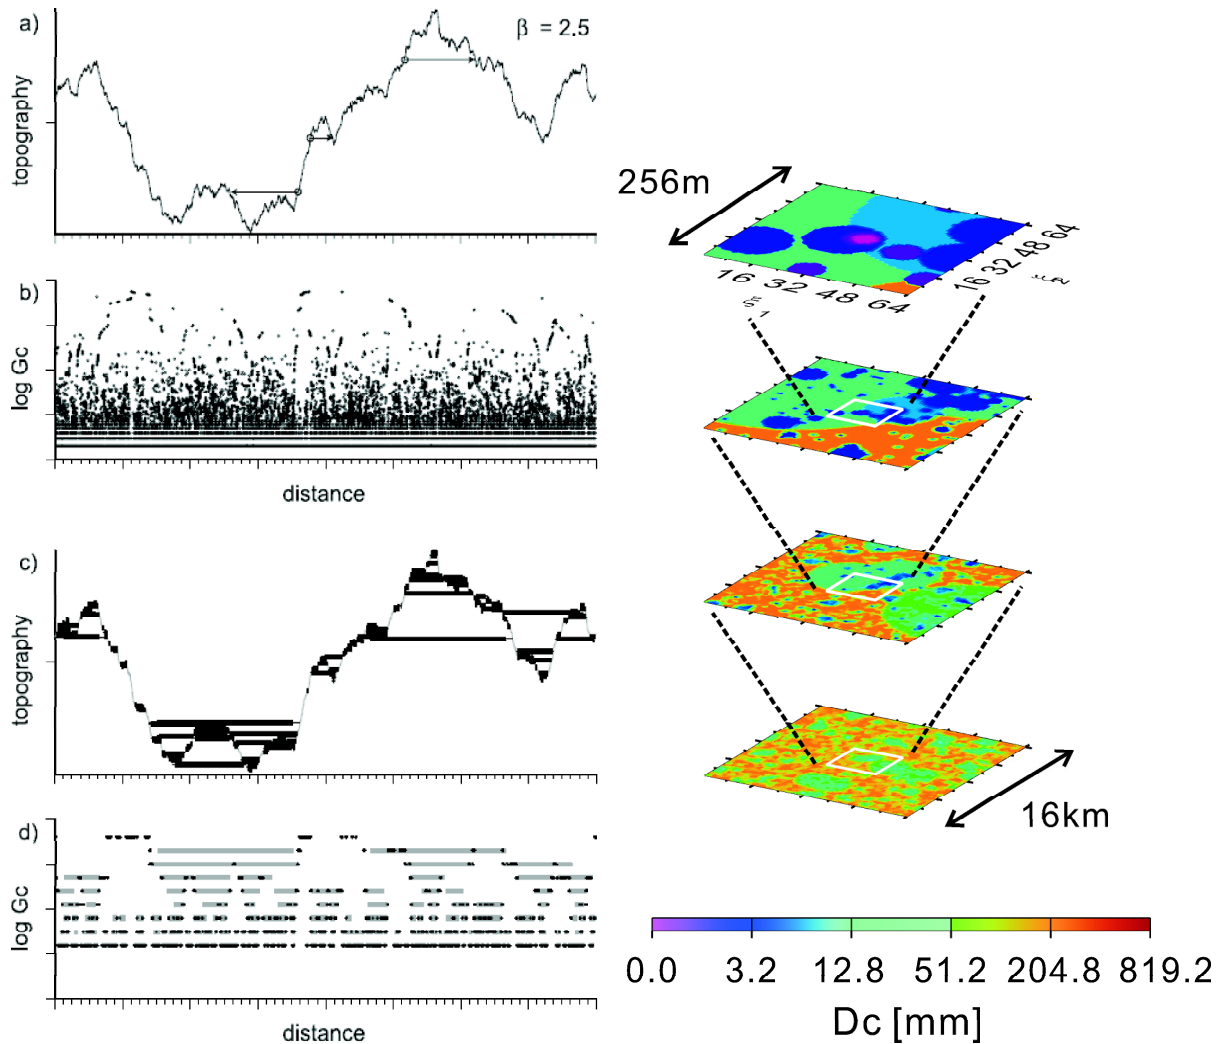 a)
β = 2.5
topography
b)
log Gc
distance
c)
topography
d)
log Gc
distance
256m
16 32 48 64
16 32 48 64
16km
0.0 3.2 12.8 51.2 204.8 819.2
Dc [mm]